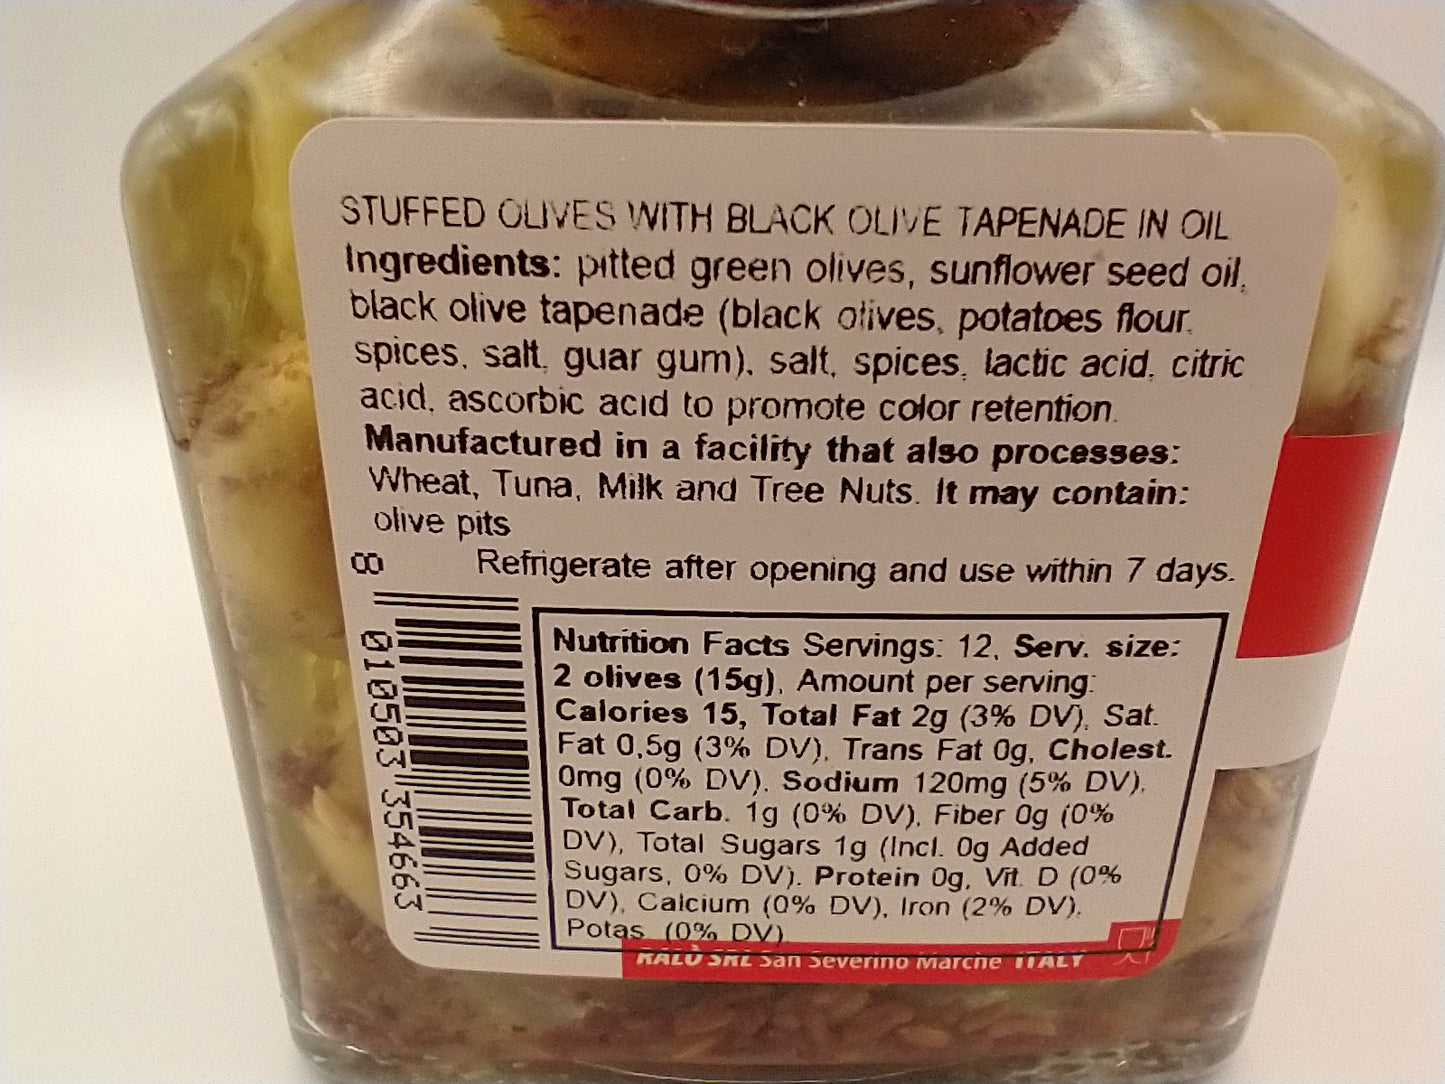 STUFFED OLIVES WITH BLACK OLIVE TAPENADE IN OIL
Ingredients: pitted green olives, sunflower seed oil,
black olive tapenade (black olives, potatoes flour,
spices, salt, guar gum), salt, spices, lactic acid, citric
acid, ascorbic acid to promote color retention.
Manufactured in a facility that also processes:
Wheat, Tuna, Milk and Tree Nuts. It may contain:
olive pits
Refrigerate after opening and use within 7 days.
8 010503 354663
Nutrition Facts Servings: 12, Serv. size:
2 olives (15g), Amount per serving:
Calories 15, Total Fat 2g (3% DV), Sat.
Fat 0,5g (3% DV), Trans Fat 0g, Cholest.
0mg (0% DV), Sodium 120mg (5% DV),
Total Carb. 1g (0% DV), Fiber 0g (0%
DV), Total Sugars 1g (Incl. 0g Added
Sugars, 0% DV), Protein 0g, Vit. D (0%
DV), Calcium (0% DV), Iron (2% DV),
Potas. (0% DV)
RALÒ SRL San Severino Marche ITALY